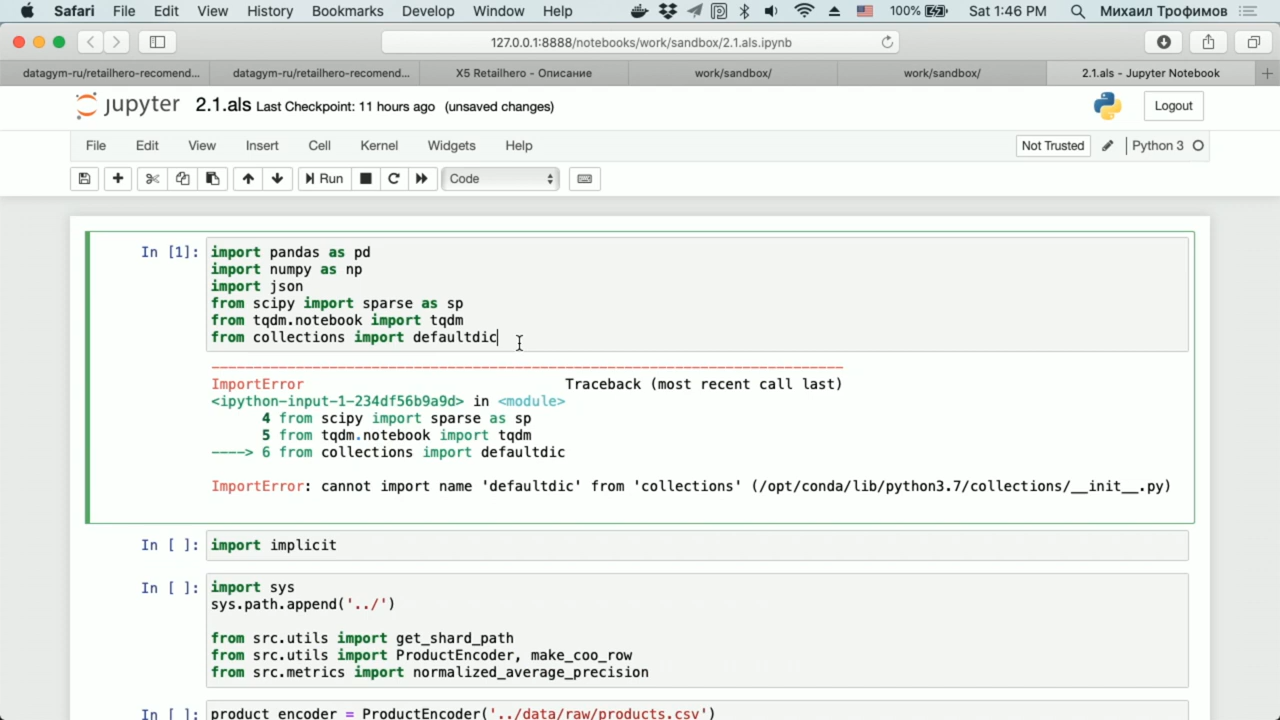 Safari File Edit View History Bookmarks Develop Window Help 100% Sat 1:46 PM Михаил Трофимов
127.0.0.1:8888/notebooks/work/sandbox/2.1.als.ipynb
datagym-ru/retailhero-recomend... datagym-ru/retailhero-recomend... X5 Retailhero - Описание work/sandbox/ work/sandbox/ 2.1.als - Jupyter Notebook
jupyter 2.1.als Last Checkpoint: 11 hours ago (unsaved changes) Logout
File Edit View Insert Cell Kernel Widgets Help Not Trusted Python 3
Run Code
In [1]: import pandas as pd
import numpy as np
import json
from scipy import sparse as sp
from tqdm.notebook import tqdm
from collections import defaultdic
---------------------------------------------------------------------------
ImportError Traceback (most recent call last)
<ipython-input-1-234df56b9a9d> in <module>
4 from scipy import sparse as sp
5 from tqdm.notebook import tqdm
----> 6 from collections import defaultdic
ImportError: cannot import name 'defaultdic' from 'collections' (/opt/conda/lib/python3.7/collections/__init__.py)
In [ ]: import implicit
In [ ]: import sys
sys.path.append('../')
from src.utils import get_shard_path
from src.utils import ProductEncoder, make_coo_row
from src.metrics import normalized_average_precision
In [ ]: product_encoder = ProductEncoder('../data/raw/products.csv')